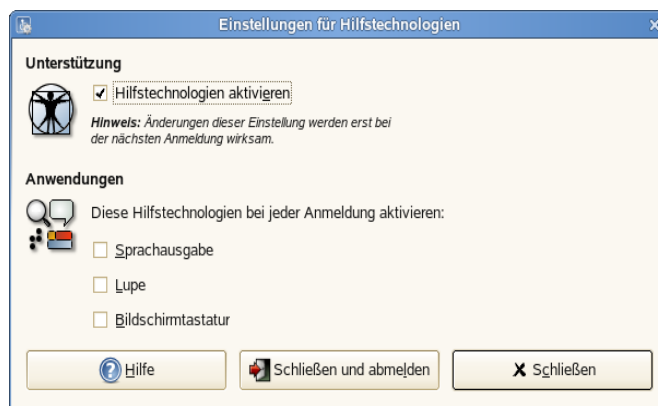 Einstellungen für Hilfstechnologien
Unterstützung
Hilfstechnologien aktivieren
Hinweis: Änderungen dieser Einstellung werden erst bei
der nächsten Anmeldung wirksam.
Anwendungen
Diese Hilfstechnologien bei jeder Anmeldung aktivieren:
Sprachausgabe
Lupe
Bildschirmtastatur
Hilfe
Schließen und abmelden
Schließen